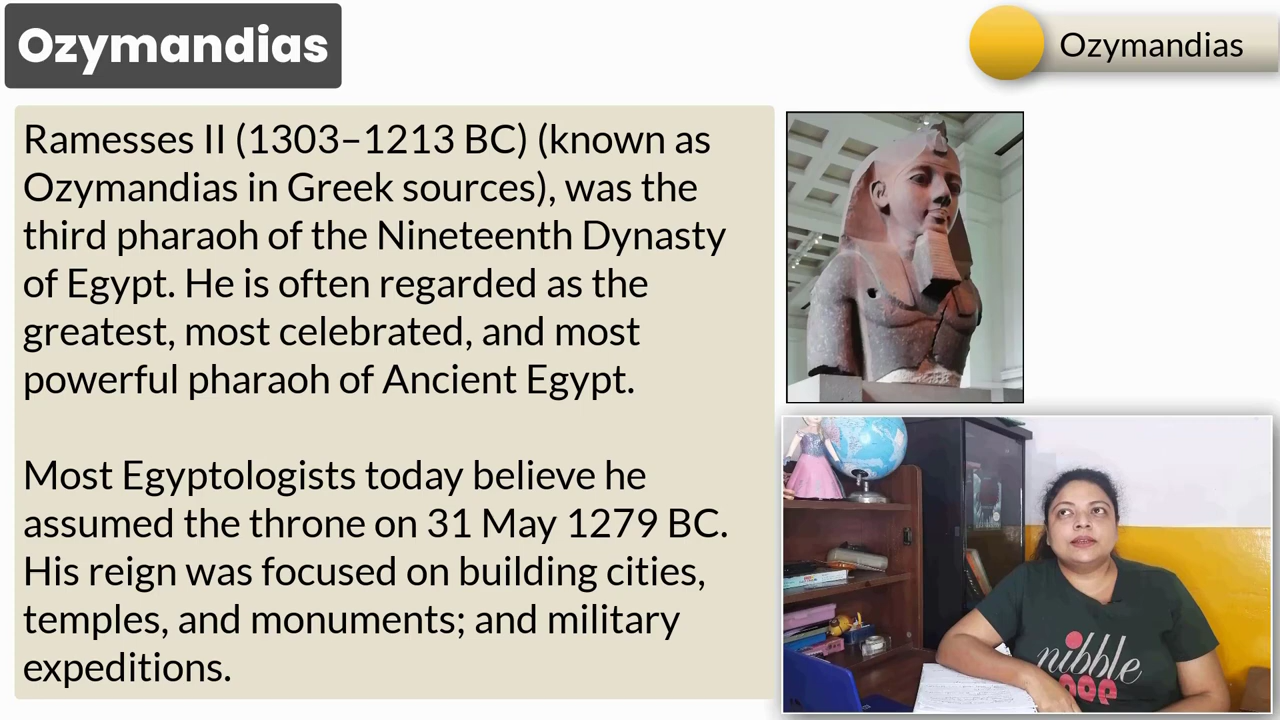 Ozymandias
Ozymandias
Ramesses II (1303–1213 BC) (known as
Ozymandias in Greek sources), was the
third pharaoh of the Nineteenth Dynasty
of Egypt. He is often regarded as the
greatest, most celebrated, and most
powerful pharaoh of Ancient Egypt.
Most Egyptologists today believe he
assumed the throne on 31 May 1279 BC.
His reign was focused on building cities,
temples, and monuments; and military
expeditions.
nibble